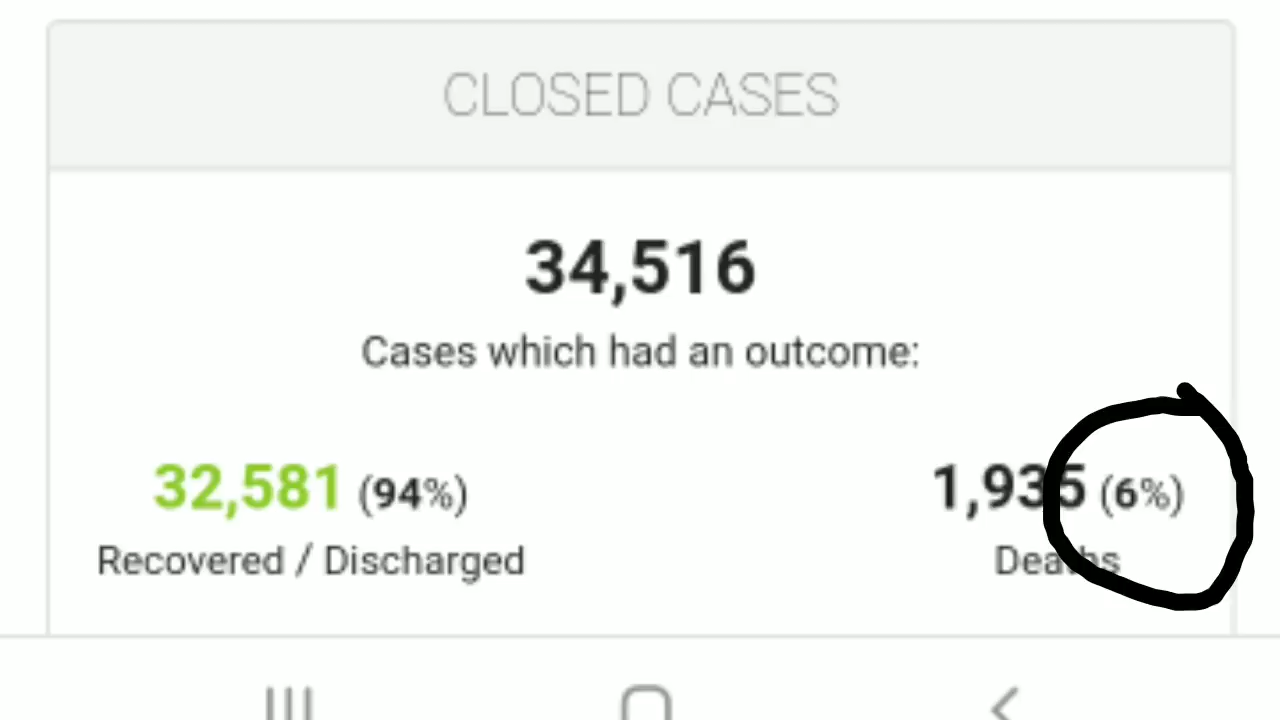 CLOSED CASES
34,516
Cases which had an outcome:
32,581 (94%) 1,935 (6%)
Recovered / Discharged Deaths